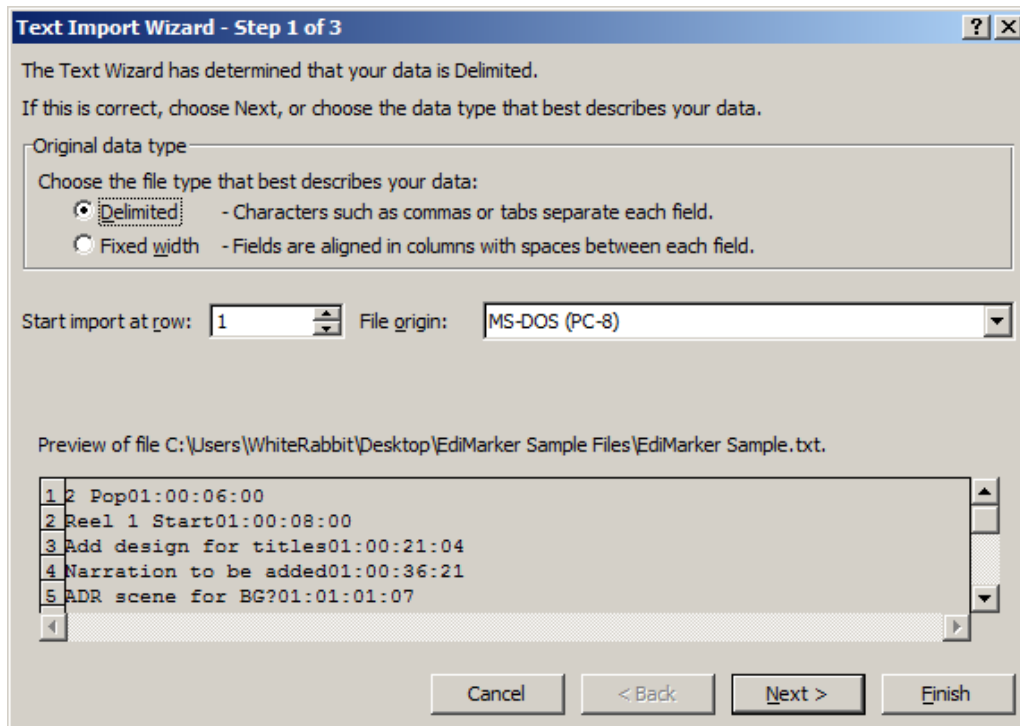 Text Import Wizard - Step 1 of 3
The Text Wizard has determined that your data is Delimited.
If this is correct, choose Next, or choose the data type that best describes your data.
Original data type
Choose the file type that best describes your data:
Delimited - Characters such as commas or tabs separate each field.
Fixed width - Fields are aligned in columns with spaces between each field.
Start import at row: 1 File origin: MS-DOS (PC-8)
Preview of file C:\Users\WhiteRabbit\Desktop\EdiMarker Sample Files\EdiMarker Sample.txt.
1 2 Pop01:00:06:00
2 Reel 1 Start01:00:08:00
3 Add design for titles01:00:21:04
4 Narration to be added01:00:36:21
5 ADR scene for BG?01:01:01:07
Cancel < Back Next > Finish